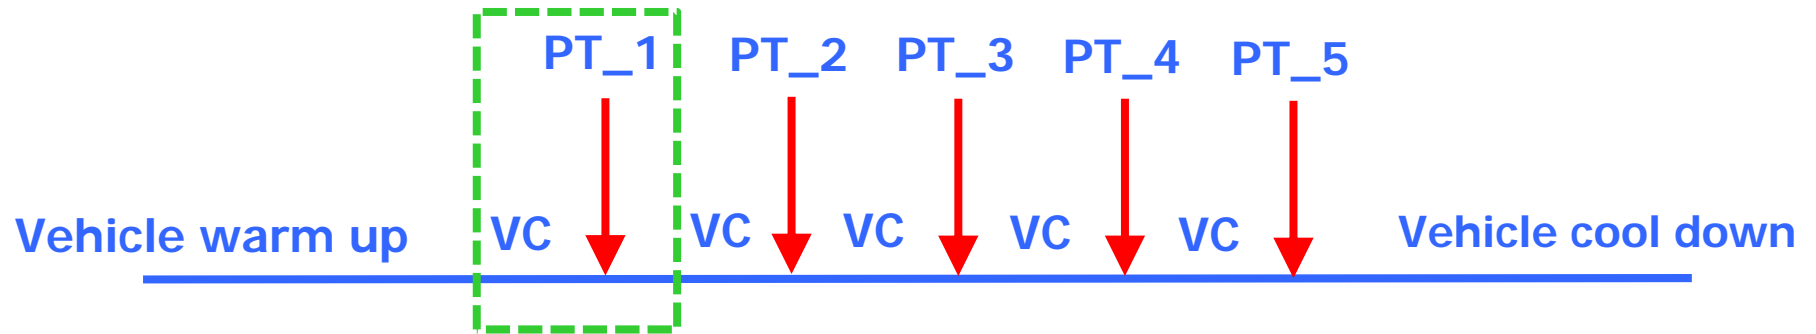 PT_1 PT_2 PT_3 PT_4 PT_5
Vehicle warm up VC VC VC VC VC Vehicle cool down